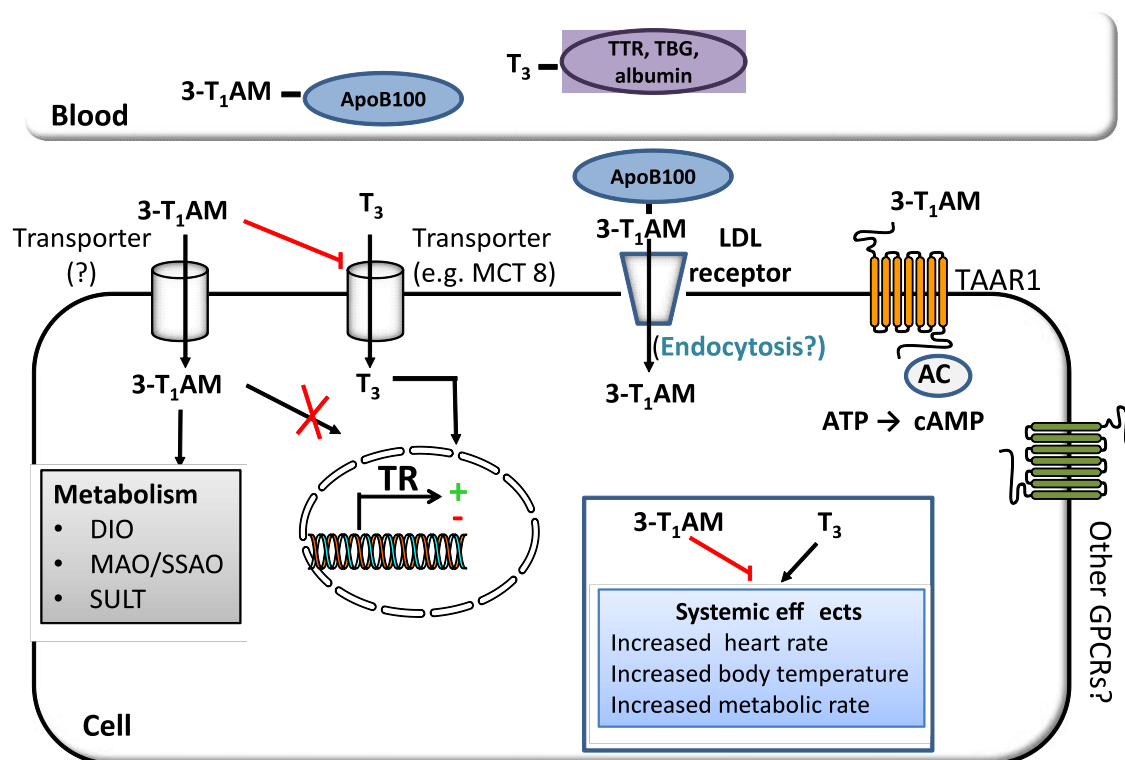 TTR, TBG,
albumin
T₃
3-T₁AM
ApoB100
Blood
ApoB100
3-T₁AM
3-T₁AM
T₃
3-T₁AM
Transporter
(?)
Transporter
(e.g. MCT 8)
LDL
receptor
TAAR1
(Endocytosis?)
3-T₁AM
T₃
3-T₁AM
AC
ATP → cAMP
Metabolism
• DIO
• MAO/SSAO
• SULT
TR
+
-
3-T₁AM
T₃
Systemic eff ects
Increased heart rate
Increased body temperature
Increased metabolic rate
Other GPCRs?
Cell